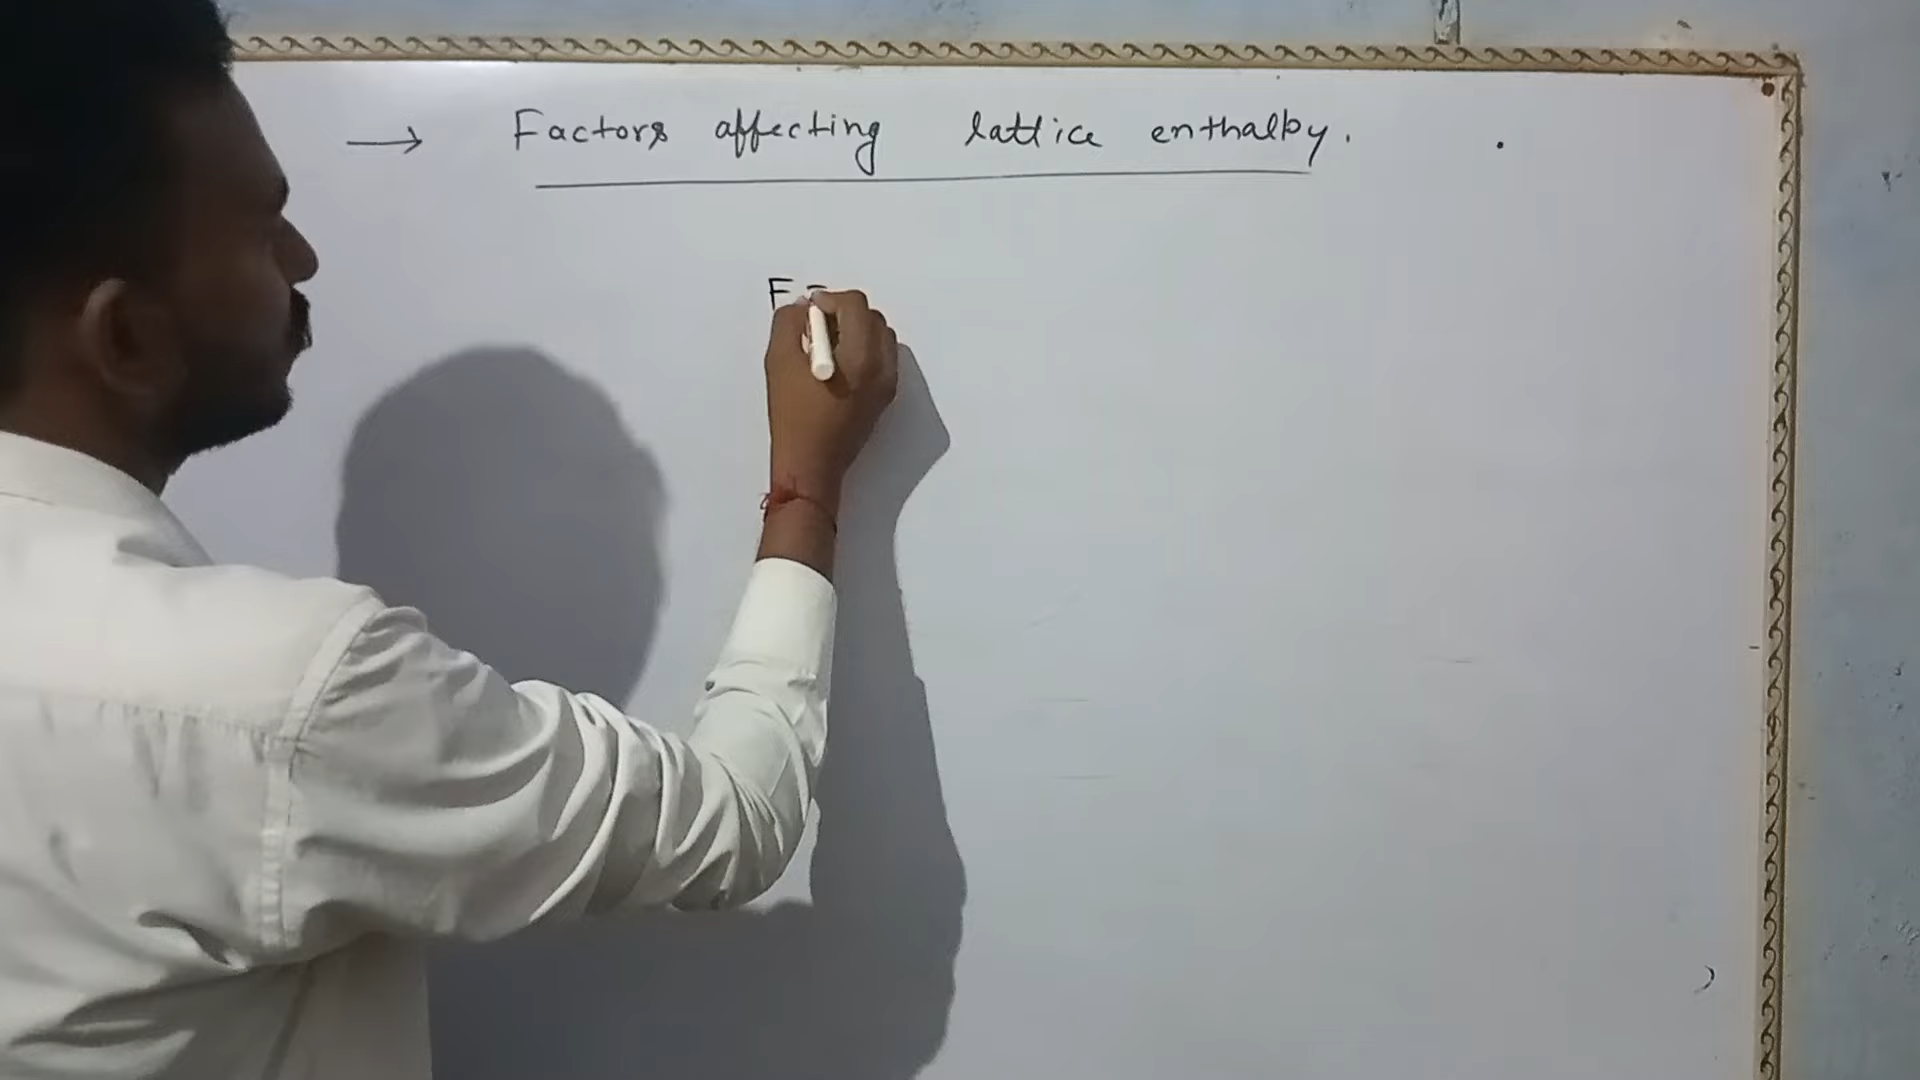 → Factors affecting lattice enthalpy.
F =